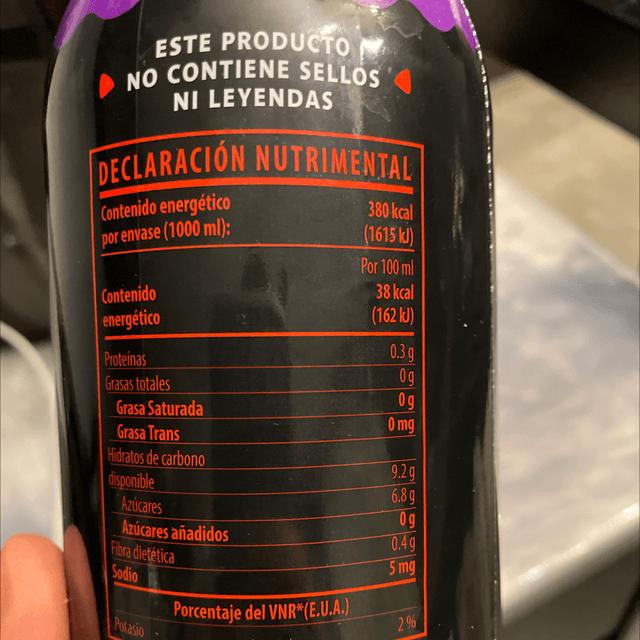 ESTE PRODUCTO
NO CONTIENE SELLOS
NI LEYENDAS
DECLARACIÓN NUTRIMENTAL
Contenido energético 380 kcal
por envase (1000 ml): (1615 kJ)
Por 100 ml
Contenido 38 kcal
energético (162 kJ)
Proteínas 0.3 g
Grasas totales 0 g
Grasa Saturada 0 g
Grasa Trans 0 mg
Hidratos de carbono
disponible 9.2 g
Azúcares 6.8 g
Azúcares añadidos 0 g
Fibra dietética 0.4 g
Sodio 5 mg
Porcentaje del VNR*(E.U.A.)
Potasio 2 %